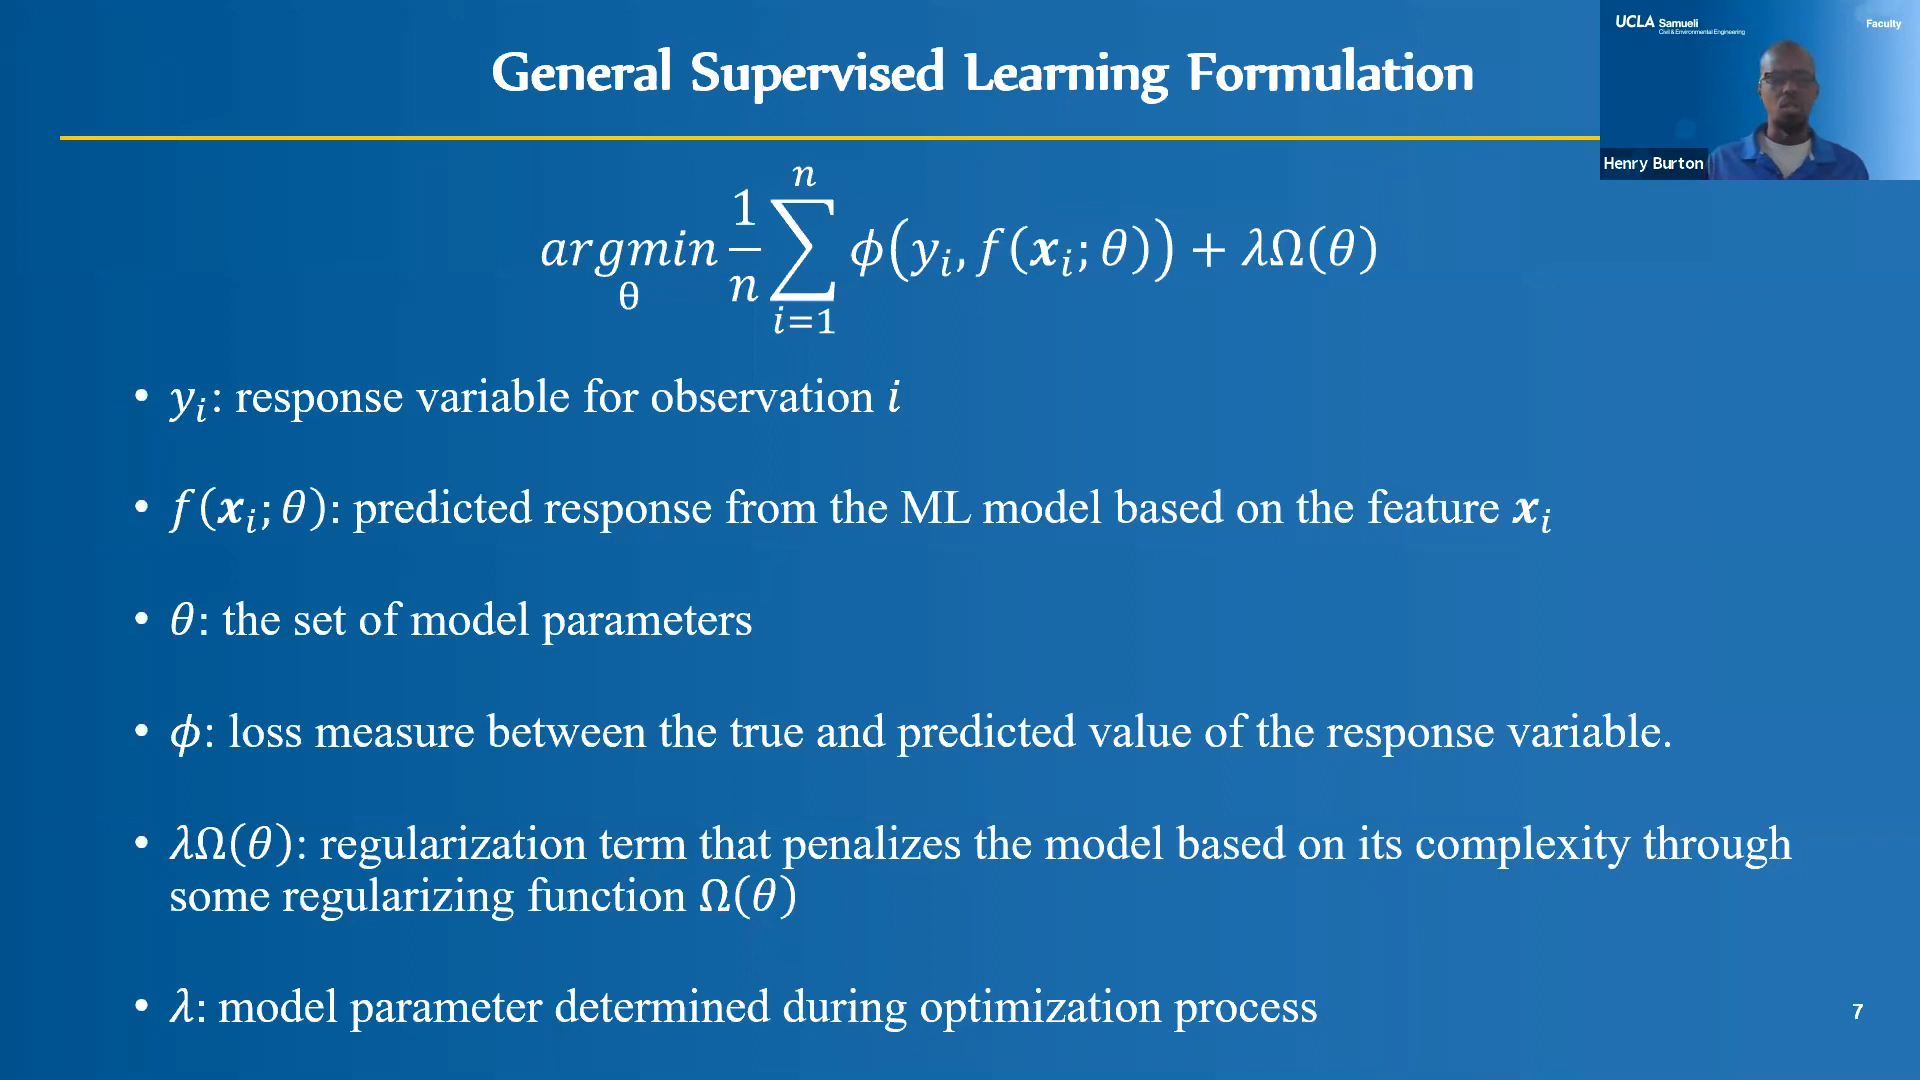 UCLA Samueli
Civil & Environmental Engineering
Faculty
General Supervised Learning Formulation
Henry Burton
argmin_θ 1/n ∑_{i=1}^{n} ϕ(y_i, f(𝒙_i; θ)) + λΩ(θ)
• y_i: response variable for observation i
• f(𝒙_i; θ): predicted response from the ML model based on the feature 𝒙_i
• θ: the set of model parameters
• ϕ: loss measure between the true and predicted value of the response variable.
• λΩ(θ): regularization term that penalizes the model based on its complexity through
some regularizing function Ω(θ)
• λ: model parameter determined during optimization process
7